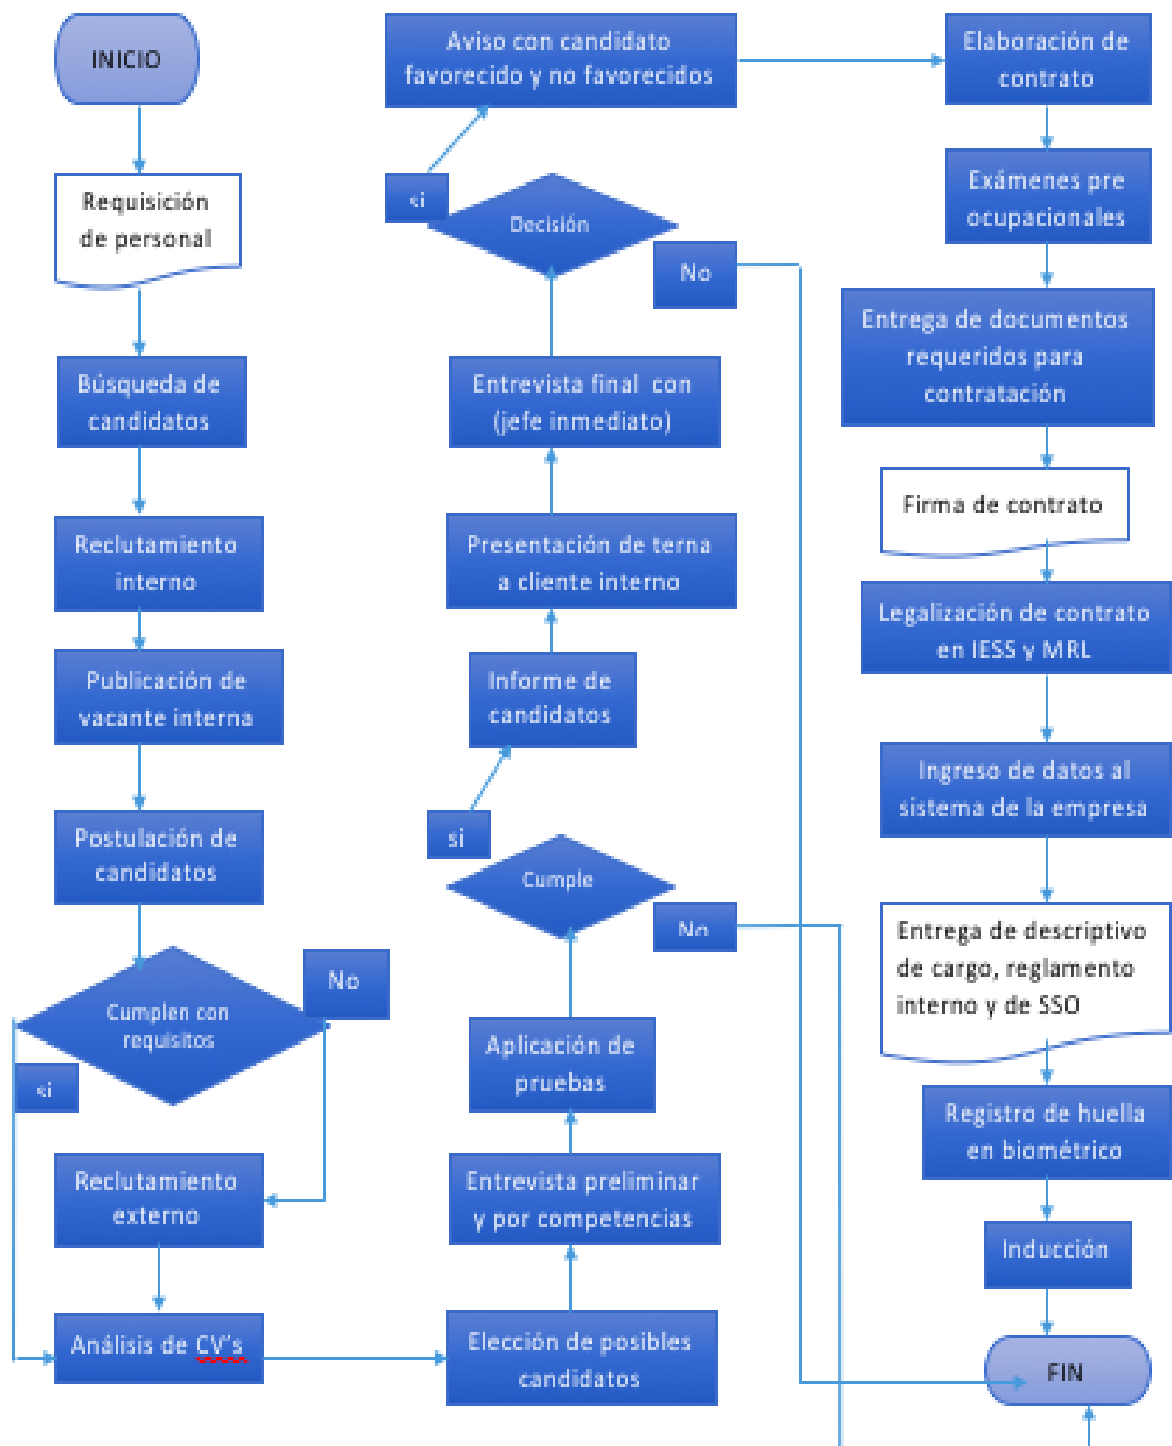 INICIO
Requisición
de personal
Búsqueda de
candidatos
Reclutamiento
interno
Publicación de
vacante interna
Postulación de
candidatos
Cumplen con
requisitos
No
si
Reclutamiento
externo
Análisis de CV"s
Elección de posibles
candidatos
Entrevista preliminar
y por competencias
Aplicación de
pruebas
Cumple
No
si
Informe de
candidatos
Presentación de terna
a cliente interno
Entrevista final con
(jefe inmediato)
Decisión
No
si
Aviso con candidato
favorecido y no favorecidos
Elaboración de
contrato
Exámenes pre
ocupacionales
Entrega de documentos
requeridos para
contratación
Firma de contrato
Legalización de contrato
en IESS y MRL
Ingreso de datos al
sistema de la empresa
Entrega de descriptivo
de cargo, reglamento
interno y de SSO
Registro de huella
en biométrico
Inducción
FIN